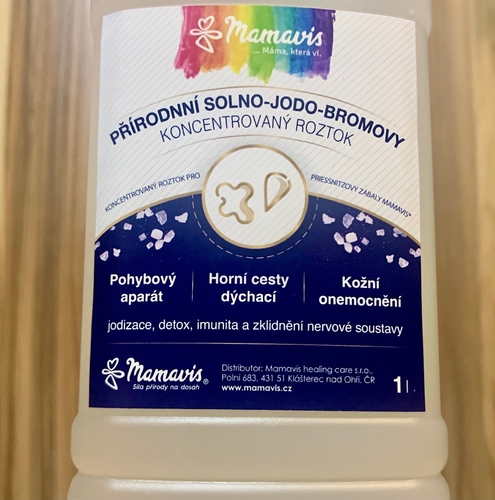 Mamavis
... Máma, která ví.
PŘÍRODNNÍ SOLNO-JODO-BROMOVY
KONCENTROVANÝ ROZTOK
KONCENTROVANÝ ROZTOK PRO
PRIESSNITZOVY ZÁBALY MAMAVIS®
Pohybový aparát
Horní cesty dýchací
Kožní onemocnění
jodizace, detox, imunita a zklidnění nervové soustavy
Mamavis®
Síla přírody na dosah
Distributor: Mamavis healing care s.r.o.,
Polní 683, 431 51 Klášterec nad Ohří, ČR
www.mamavis.cz
1 l